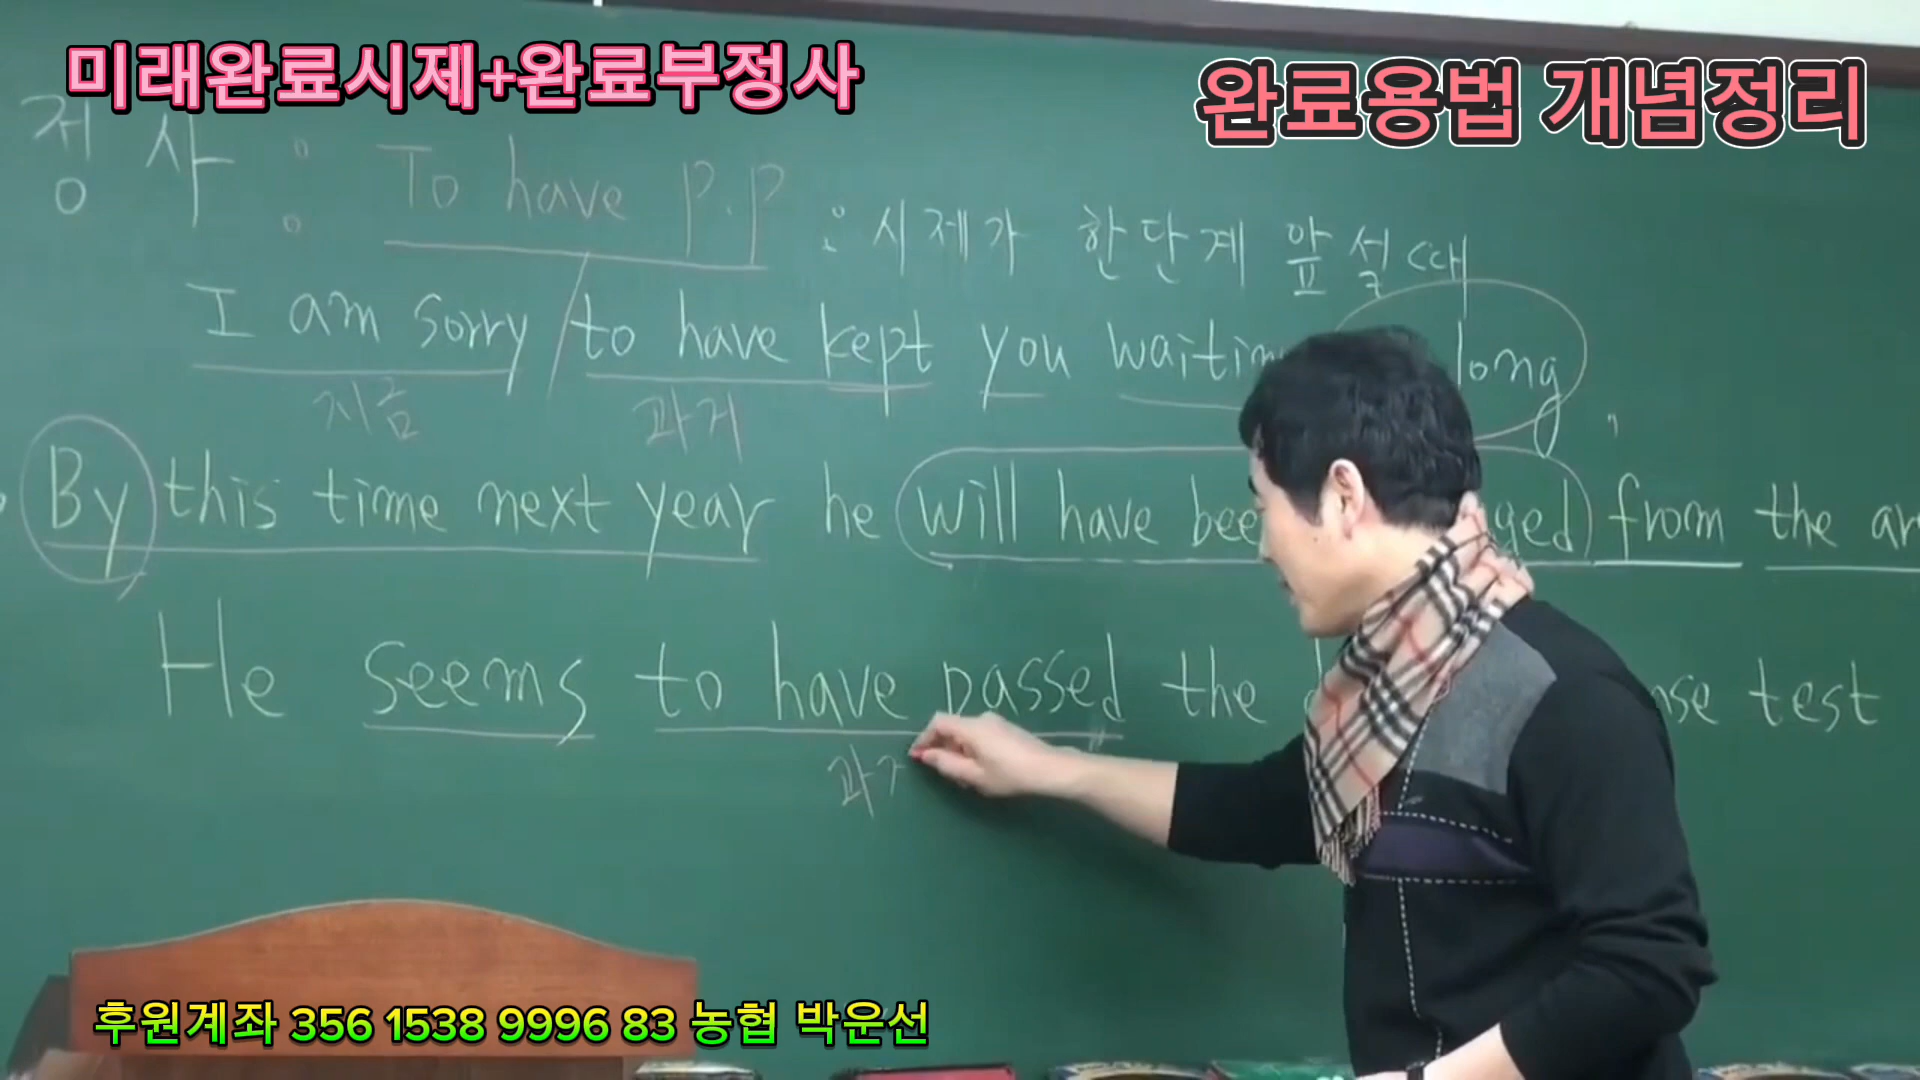 미래완료시제+완료부정사
완료용법 개념정리
정사 : To have P.P : 시제가 한단계 앞설때
I am sorry / to have kept you waiting long
지금 과거
By this time next year he will have from the
He seems to have passed the test
과거
후원계좌 356 1538 9996 83 농협 박운선